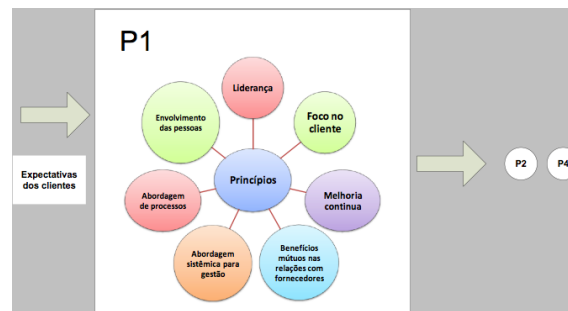 P1
Liderança
Envolvimento
das pessoas
Foco no
cliente
Expectativas
dos clientes
Princípios
P2
P4
Abordagem
de processos
Melhoria
continua
Abordagem
sistêmica para
gestão
Benefícios
mútuos nas
relações com
fornecedores